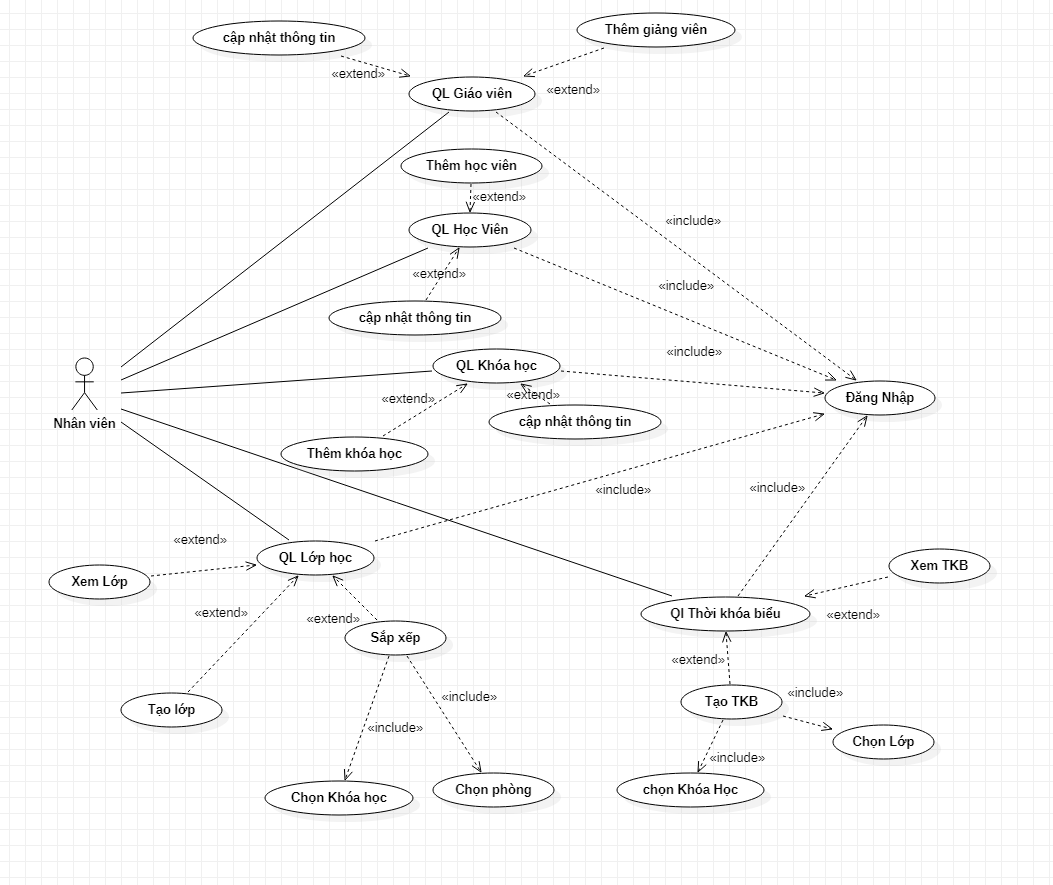 Thêm giảng viên
cập nhật thông tin
«extend»
QL Giáo viên
«extend»
Thêm học viên
«extend»
«include»
QL Học Viên
«extend»
«include»
cập nhật thông tin
«include»
QL Khóa học
Nhân viên
«extend»
«extend»
Đăng Nhập
cập nhật thông tin
Thêm khóa học
«include»
«include»
«extend»
QL Lớp học
Xem TKB
Xem Lớp
«extend»
«extend»
Ql Thời khóa biểu
«extend»
Sắp xếp
«extend»
«include»
«include»
Tạo TKB
Tạo lớp
«include»
Chọn Lớp
«include»
Chọn Khóa học
Chọn phòng
chọn Khóa Học